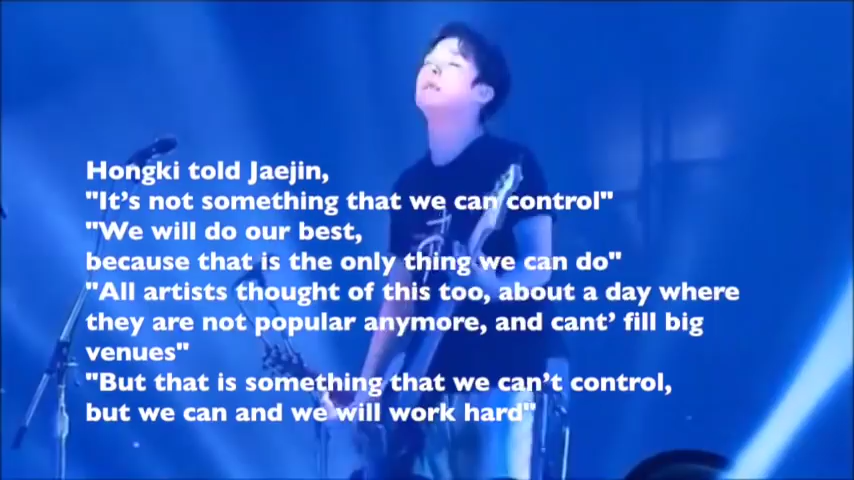 Hongki told Jaejin,
"It's not something that we can control"
"We will do our best,
because that is the only thing we can do"
"All artists thought of this too, about a day where
they are not popular anymore, and cant' fill big
venues"
"But that is something that we can't control,
but we can and we will work hard"